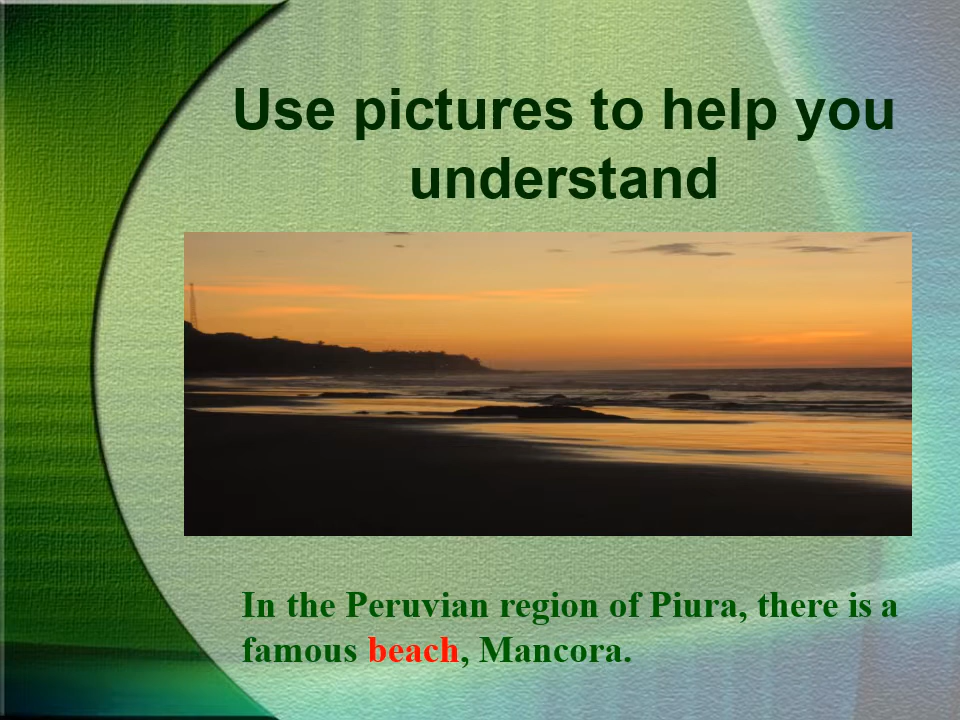 Use pictures to help you
understand
In the Peruvian region of Piura, there is a
famous beach, Mancora.